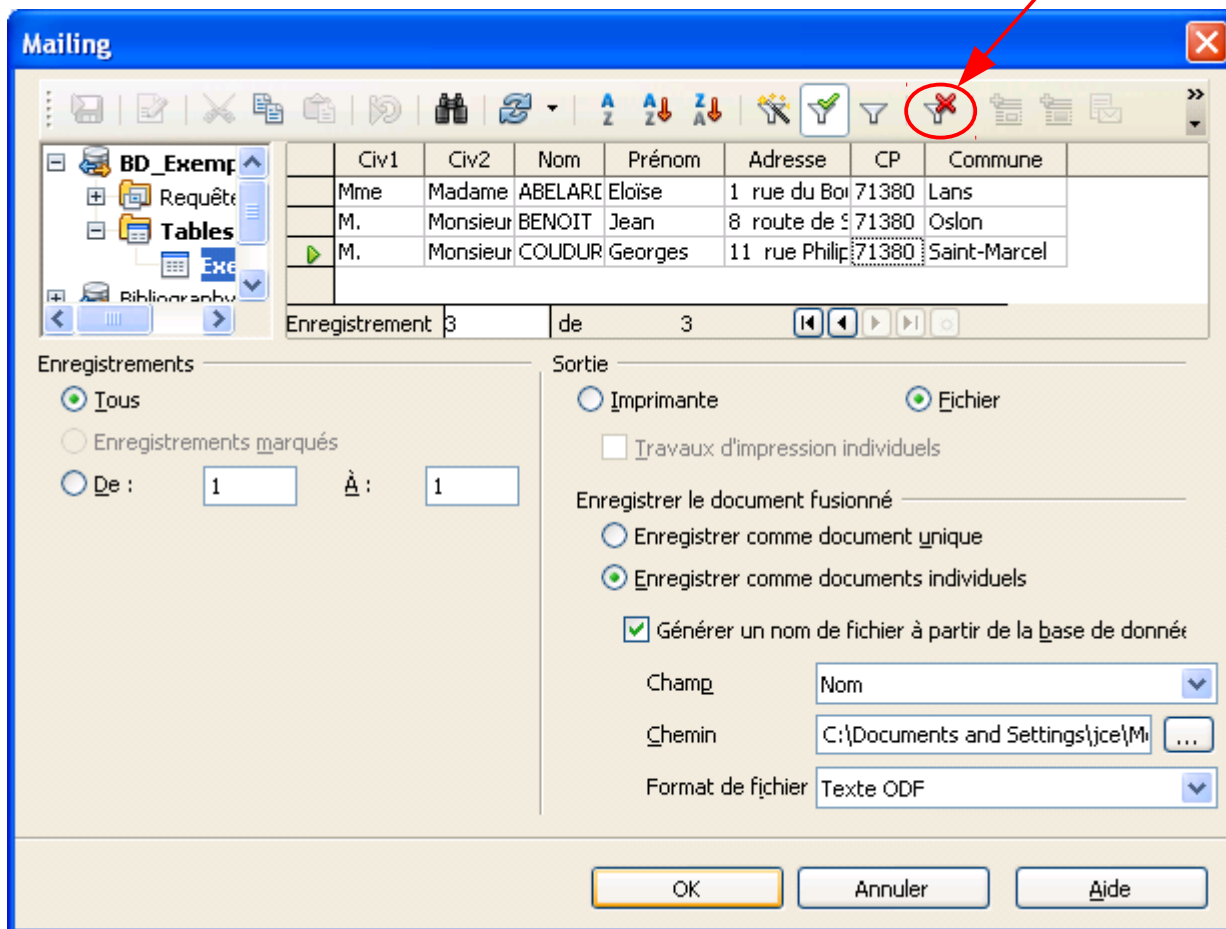 Mailing
BD_Exemp
Requête
Tables
Exe
Bibliography
Civ1 Civ2 Nom Prénom Adresse CP Commune
Mme Madame ABELARD Eloïse 1 rue du Bou 71380 Lans
M. Monsieur BENOIT Jean 8 route de S 71380 Oslon
M. Monsieur COUDUR Georges 11 rue Philip 71380 Saint-Marcel
Enregistrement 3 de 3
Enregistrements
Tous
Enregistrements marqués
De : 1 À : 1
Sortie
Imprimante Fichier
Travaux d'impression individuels
Enregistrer le document fusionné
Enregistrer comme document unique
Enregistrer comme documents individuels
Générer un nom de fichier à partir de la base de donnée
Champ Nom
Chemin C:\Documents and Settings\jce\M ...
Format de fichier Texte ODF
OK Annuler Aide